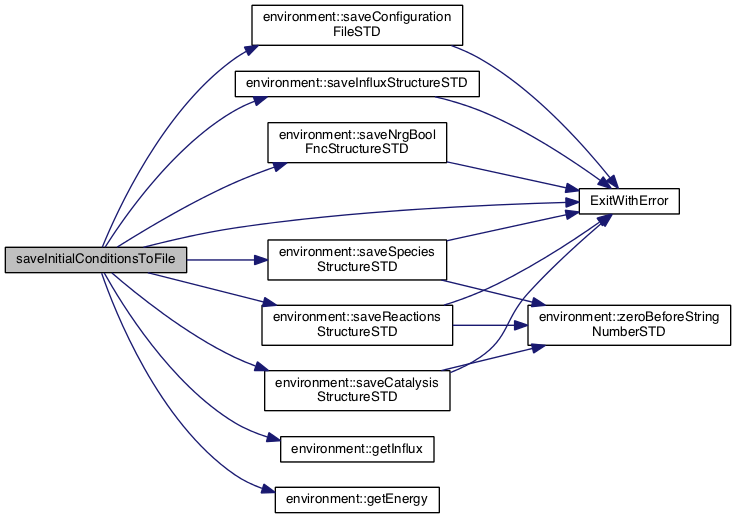 environment::saveConfiguration
FileSTD
environment::saveInfluxStructureSTD
environment::saveNrgBool
FncStructureSTD
ExitWithError
saveInitialConditionsToFile
environment::saveSpecies
StructureSTD
environment::saveReactions
StructureSTD
environment::zeroBeforeString
NumberSTD
environment::saveCatalysis
StructureSTD
environment::getInflux
environment::getEnergy